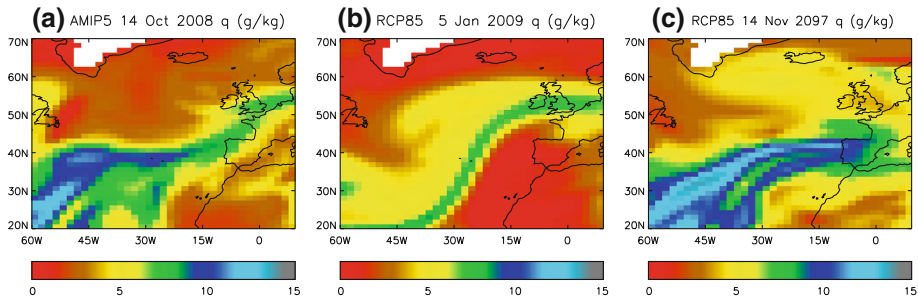 (a) AMIP5 14 Oct 2008 q (g/kg)
(b) RCP85 5 Jan 2009 q (g/kg)
(c) RCP85 14 Nov 2097 q (g/kg)
70N 70N 70N
60N 60N 60N
50N 50N 50N
40N 40N 40N
30N 30N 30N
20N 20N 20N
60W 45W 30W 15W 0 60W 45W 30W 15W 0 60W 45W 30W 15W 0
0 5 10 15 0 5 10 15 0 5 10 15